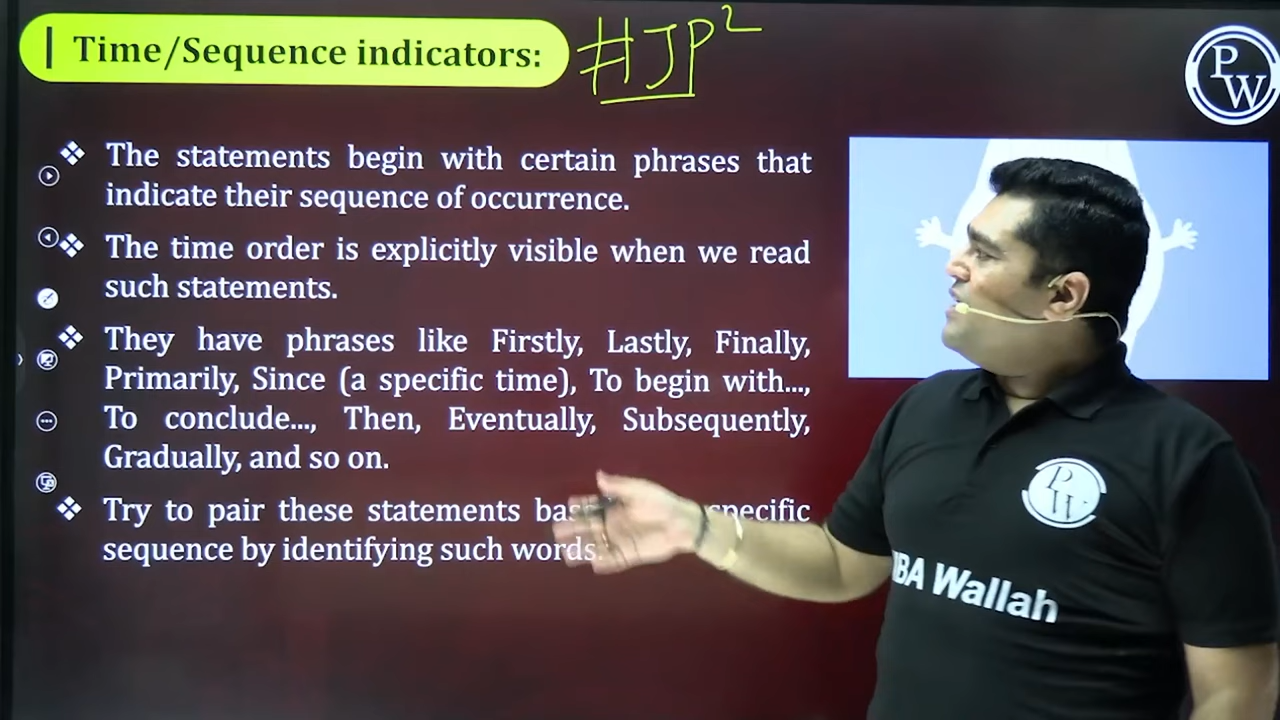 Time/Sequence indicators:
#JP²
PW
The statements begin with certain phrases that
indicate their sequence of occurrence.
The time order is explicitly visible when we read
such statements.
They have phrases like Firstly, Lastly, Finally,
Primarily, Since (a specific time), To begin with...,
To conclude..., Then, Eventually, Subsequently,
Gradually, and so on.
Try to pair these statements specific
sequence by identifying such words.
PW
Wallah